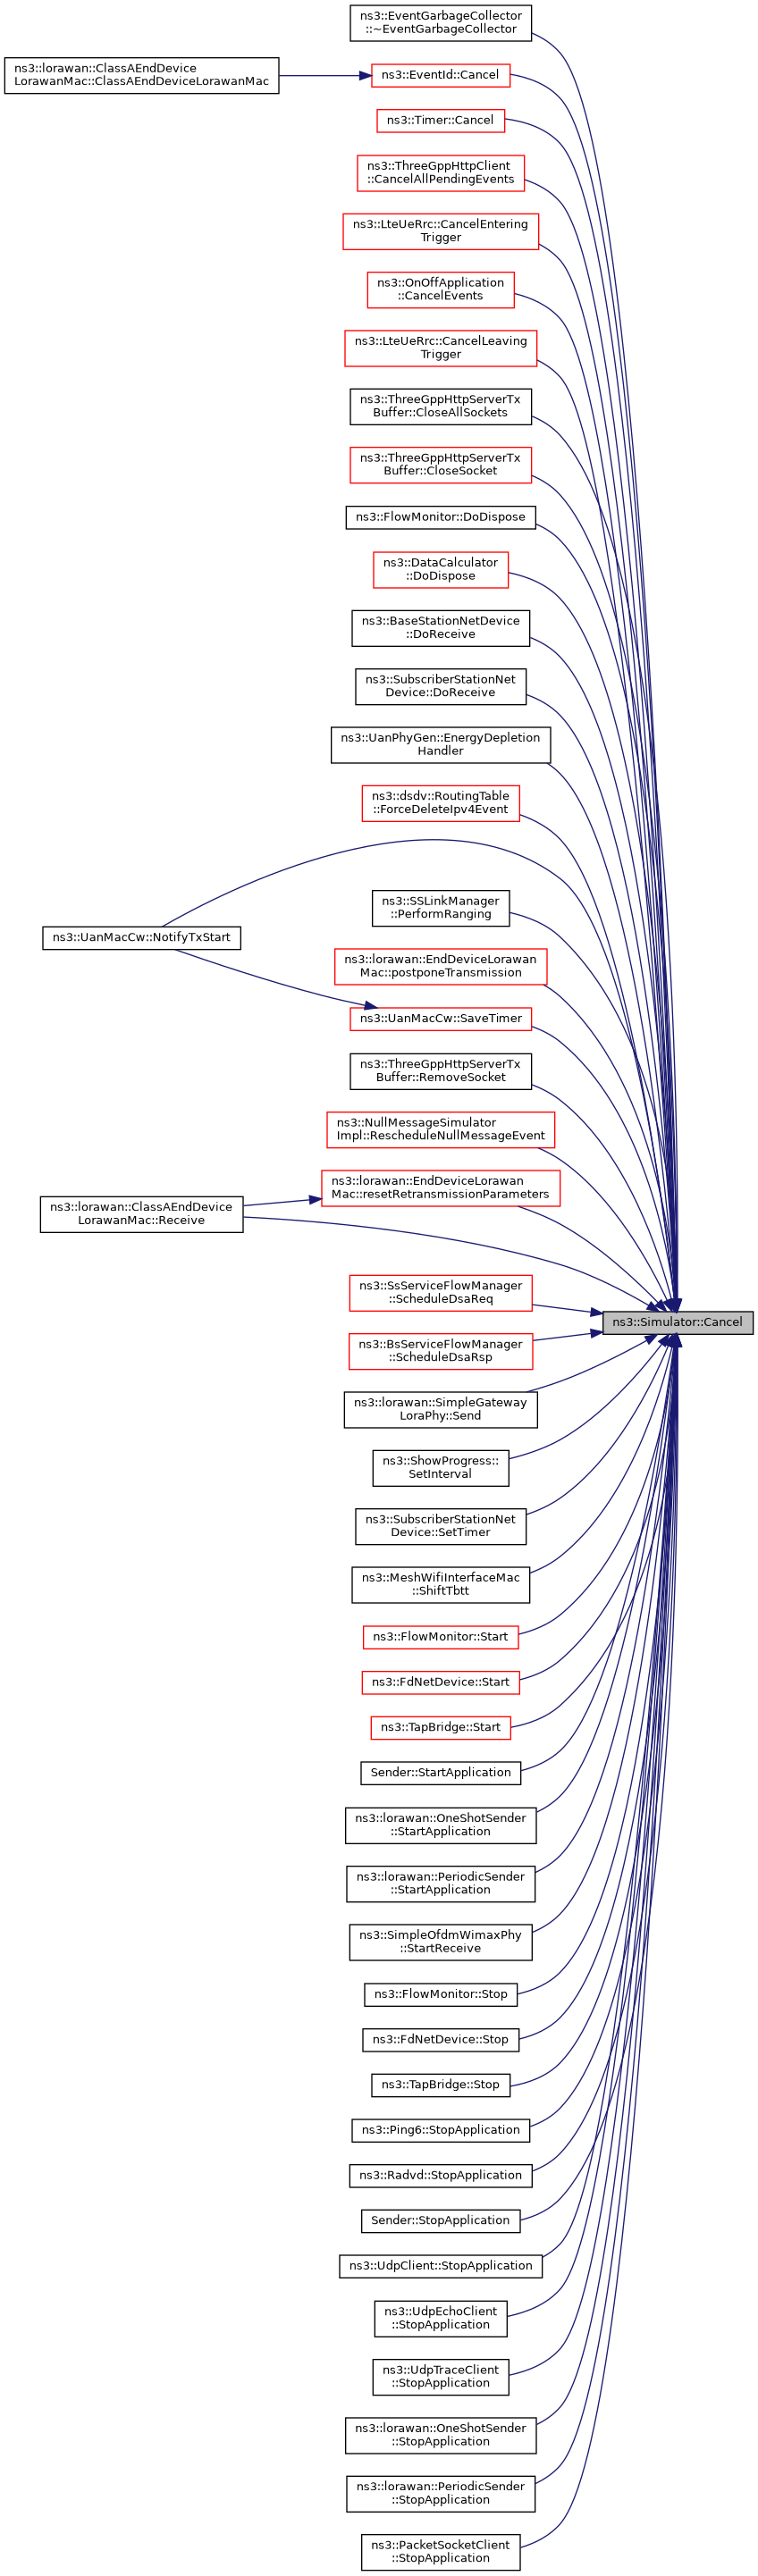 ns3::EventGarbageCollector
::~EventGarbageCollector
ns3::lorawan::ClassAEndDevice
LorawanMac::ClassAEndDeviceLorawanMac
ns3::EventId::Cancel
ns3::Timer::Cancel
ns3::ThreeGppHttpClient
::CancelAllPendingEvents
ns3::LteUeRrc::CancelEntering
Trigger
ns3::OnOffApplication
::CancelEvents
ns3::LteUeRrc::CancelLeaving
Trigger
ns3::ThreeGppHttpServerTx
Buffer::CloseAllSockets
ns3::ThreeGppHttpServerTx
Buffer::CloseSocket
ns3::FlowMonitor::DoDispose
ns3::DataCalculator
::DoDispose
ns3::BaseStationNetDevice
::DoReceive
ns3::SubscriberStationNet
Device::DoReceive
ns3::UanPhyGen::EnergyDepletion
Handler
ns3::dsdv::RoutingTable
::ForceDeleteIpv4Event
ns3::SSLinkManager
::PerformRanging
ns3::UanMacCw::NotifyTxStart
ns3::lorawan::EndDeviceLorawan
Mac::postponeTransmission
ns3::UanMacCw::SaveTimer
ns3::ThreeGppHttpServerTx
Buffer::RemoveSocket
ns3::NullMessageSimulator
Impl::RescheduleNullMessageEvent
ns3::lorawan::EndDeviceLorawan
Mac::resetRetransmissionParameters
ns3::lorawan::ClassAEndDevice
LorawanMac::Receive
ns3::SsServiceFlowManager
::ScheduleDsaReq
ns3::Simulator::Cancel
ns3::BsServiceFlowManager
::ScheduleDsaRsp
ns3::lorawan::SimpleGateway
LoraPhy::Send
ns3::ShowProgress::
SetInterval
ns3::SubscriberStationNet
Device::SetTimer
ns3::MeshWifiInterfaceMac
::ShiftTbtt
ns3::FlowMonitor::Start
ns3::FdNetDevice::Start
ns3::TapBridge::Start
Sender::StartApplication
ns3::lorawan::OneShotSender
::StartApplication
ns3::lorawan::PeriodicSender
::StartApplication
ns3::SimpleOfdmWimaxPhy
::StartReceive
ns3::FlowMonitor::Stop
ns3::FdNetDevice::Stop
ns3::TapBridge::Stop
ns3::Ping6::StopApplication
ns3::Radvd::StopApplication
Sender::StopApplication
ns3::UdpClient::StopApplication
ns3::UdpEchoClient
::StopApplication
ns3::UdpTraceClient
::StopApplication
ns3::lorawan::OneShotSender
::StopApplication
ns3::lorawan::PeriodicSender
::StopApplication
ns3::PacketSocketClient
::StopApplication